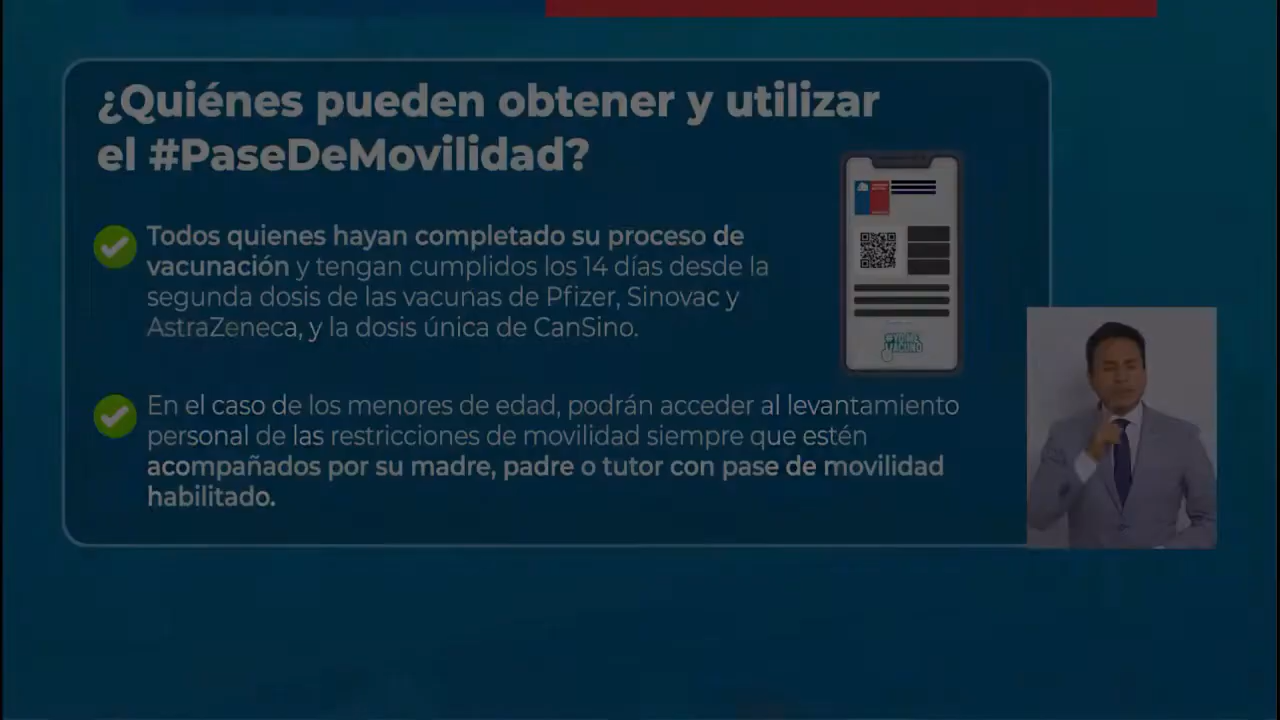 ¿Quiénes pueden obtener y utilizar
el #PaseDeMovilidad?
Todos quienes hayan completado su proceso de
vacunación y tengan cumplidos los 14 días desde la
segunda dosis de las vacunas de Pfizer, Sinovac y
AstraZeneca, y la dosis única de CanSino.
En el caso de los menores de edad, podrán acceder al levantamiento
personal de las restricciones de movilidad siempre que estén
acompañados por su madre, padre o tutor con pase de movilidad
habilitado.